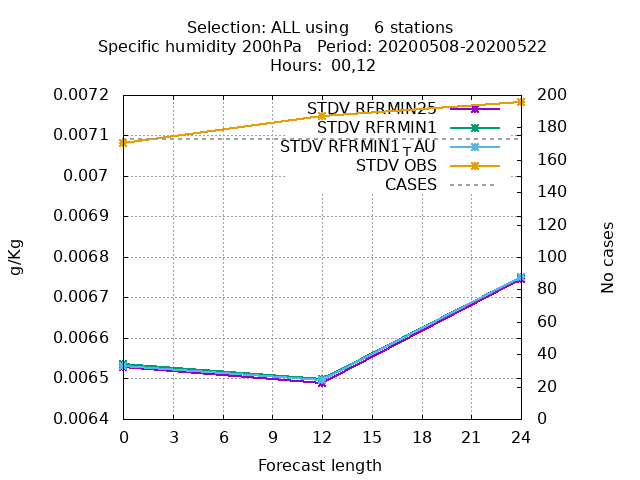 Selection: ALL using 6 stations
Specific humidity 200hPa Period: 20200508-20200522
Hours: 00,12
STDV RFRMIN25
STDV RFRMIN1
STDV RFRMIN1┬AU
STDV OBS
CASES
0.0072
0.0071
0.007
0.0069
0.0068
0.0067
0.0066
0.0065
0.0064
g/Kg
200
180
160
140
120
100
80
60
40
20
0
No cases
0 3 6 9 12 15 18 21 24
Forecast length